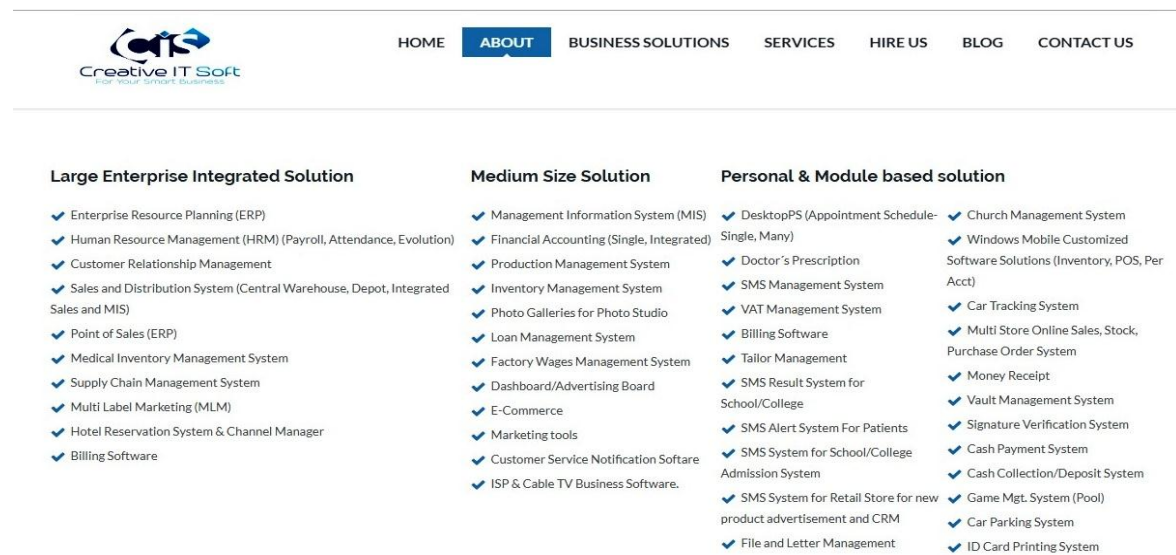 CIS
Creative IT Soft
For Your Smart Business
HOME
ABOUT
BUSINESS SOLUTIONS
SERVICES
HIRE US
BLOG
CONTACT US
Large Enterprise Integrated Solution
Enterprise Resource Planning (ERP)
Human Resource Management (HRM) (Payroll, Attendance, Evolution)
Customer Relationship Management
Sales and Distribution System (Central Warehouse, Depot, Integrated
Sales and MIS)
Point of Sales (ERP)
Medical Inventory Management System
Supply Chain Management System
Multi Label Marketing (MLM)
Hotel Reservation System & Channel Manager
Billing Software
Medium Size Solution
Management Information System (MIS)
Financial Accounting (Single, Integrated)
Production Management System
Inventory Management System
Photo Galleries for Photo Studio
Loan Management System
Factory Wages Management System
Dashboard/Advertising Board
E-Commerce
Marketing tools
Customer Service Notification Softare
ISP & Cable TV Business Software.
Personal & Module based solution
DesktopPS (Appointment Schedule-
Single, Many)
Doctor´s Prescription
SMS Management System
VAT Management System
Billing Software
Tailor Management
SMS Result System for
School/College
SMS Alert System For Patients
SMS System for School/College
Admission System
SMS System for Retail Store for new
product advertisement and CRM
File and Letter Management
Church Management System
Windows Mobile Customized
Software Solutions (Inventory, POS, Per
Acct)
Car Tracking System
Multi Store Online Sales, Stock,
Purchase Order System
Money Receipt
Vault Management System
Signature Verification System
Cash Payment System
Cash Collection/Deposit System
Game Mgt. System (Pool)
Car Parking System
ID Card Printing System